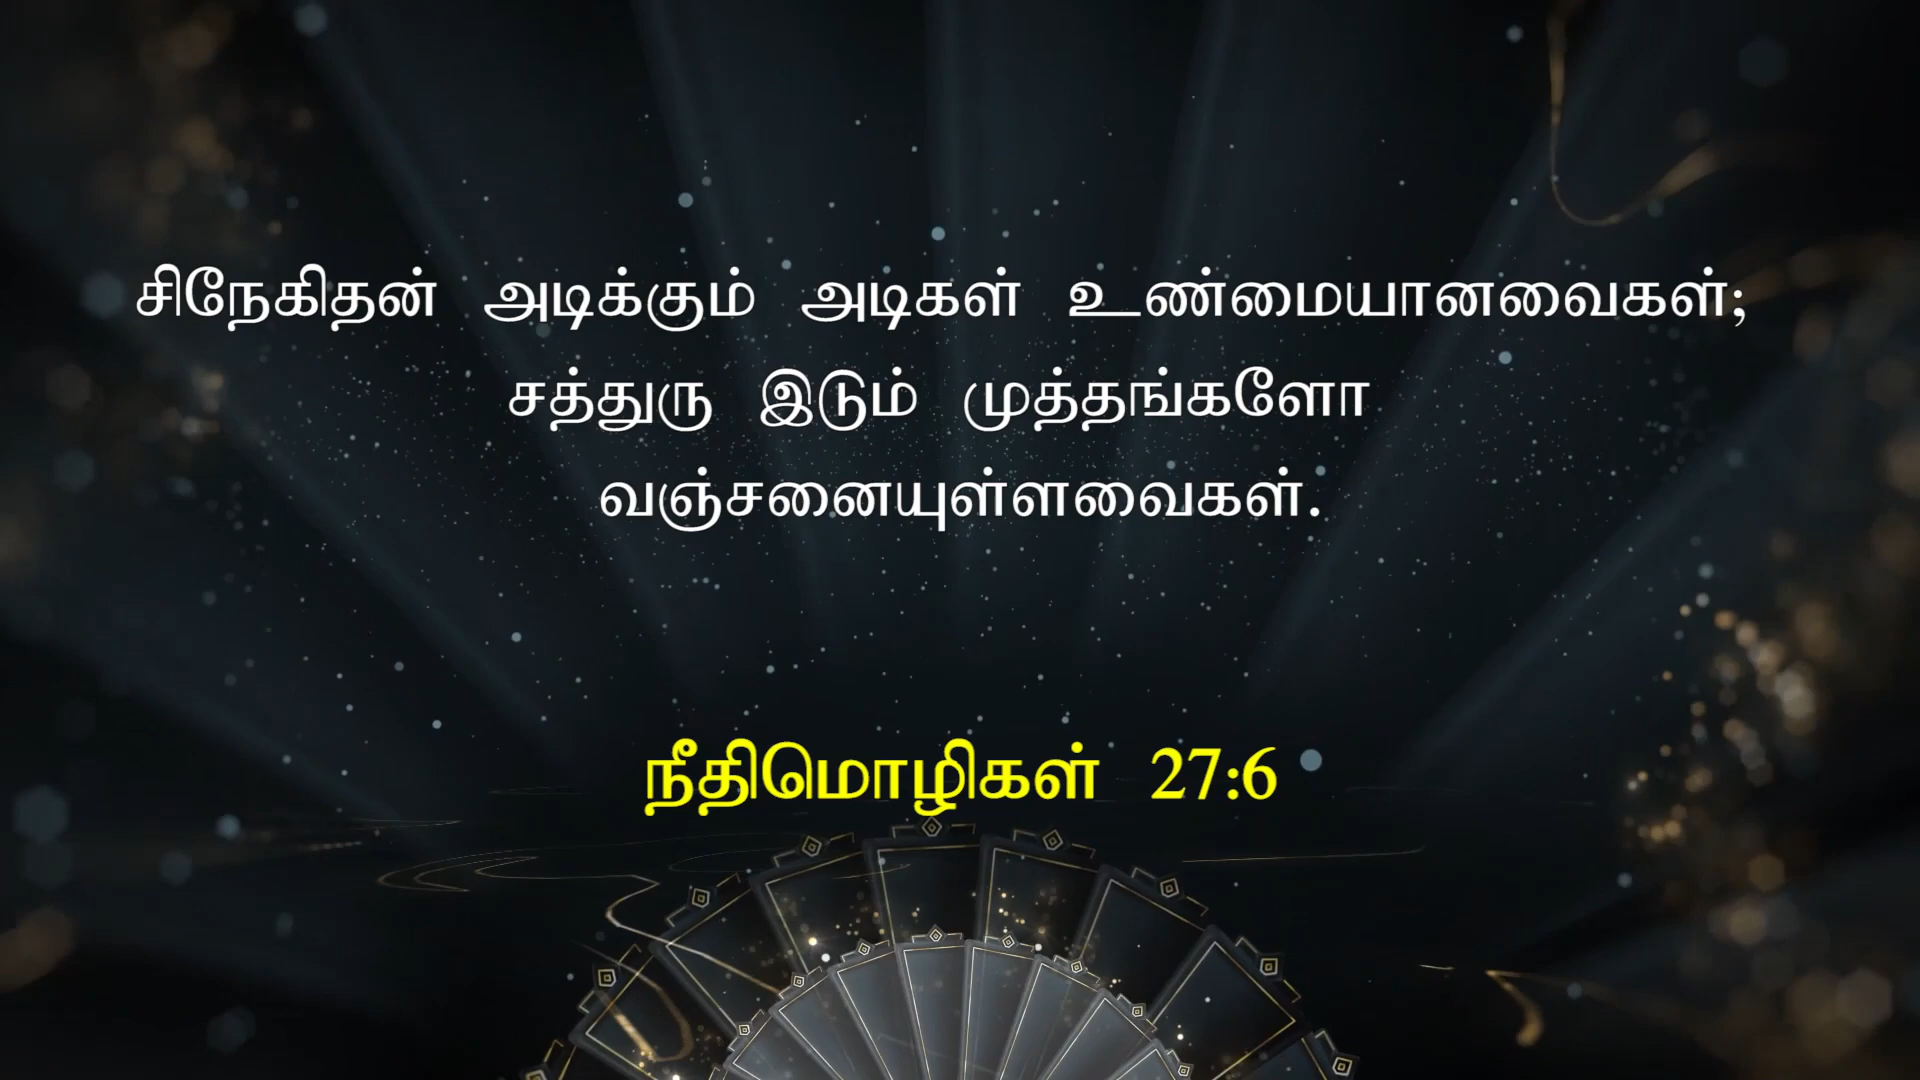 சிநேகிதன் அடிக்கும் அடிகள் உண்மையானவைகள்;
சத்துரு இடும் முத்தங்களோ
வஞ்சனையுள்ளவைகள்.
நீதிமொழிகள் 27:6